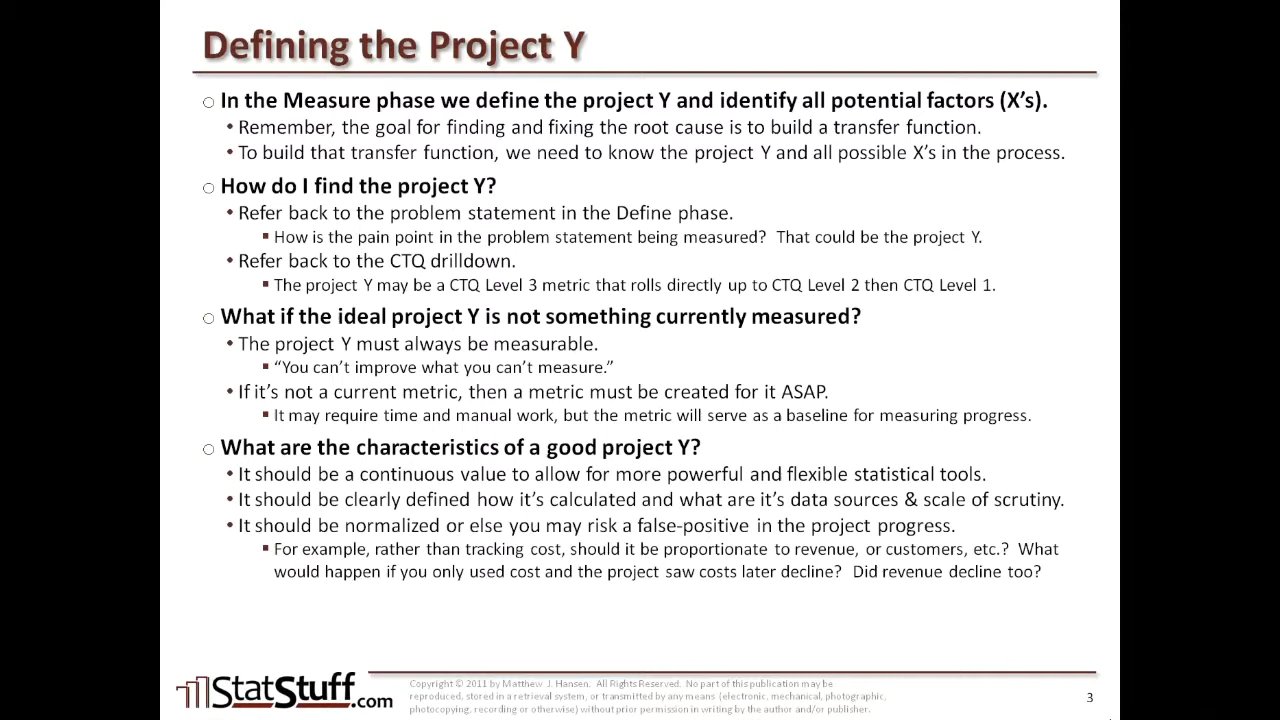 Defining the Project Y
○ In the Measure phase we define the project Y and identify all potential factors (X’s).
• Remember, the goal for finding and fixing the root cause is to build a transfer function.
• To build that transfer function, we need to know the project Y and all possible X’s in the process.
○ How do I find the project Y?
• Refer back to the problem statement in the Define phase.
▪ How is the pain point in the problem statement being measured? That could be the project Y.
• Refer back to the CTQ drilldown.
▪ The project Y may be a CTQ Level 3 metric that rolls directly up to CTQ Level 2 then CTQ Level 1.
○ What if the ideal project Y is not something currently measured?
• The project Y must always be measurable.
▪ “You can’t improve what you can’t measure.”
• If it’s not a current metric, then a metric must be created for it ASAP.
▪ It may require time and manual work, but the metric will serve as a baseline for measuring progress.
○ What are the characteristics of a good project Y?
• It should be a continuous value to allow for more powerful and flexible statistical tools.
• It should be clearly defined how it’s calculated and what are it’s data sources & scale of scrutiny.
• It should be normalized or else you may risk a false-positive in the project progress.
▪ For example, rather than tracking cost, should it be proportionate to revenue, or customers, etc.? What
would happen if you only used cost and the project saw costs later decline? Did revenue decline too?
StatStuff.com
Copyright © 2011 by Matthew J. Hansen. All Rights Reserved. No part of this publication may be
reproduced, stored in a retrieval system, or transmitted by any means (electronic, mechanical, photographic,
photocopying, recording or otherwise) without prior permission in writing by the author and/or publisher.
3